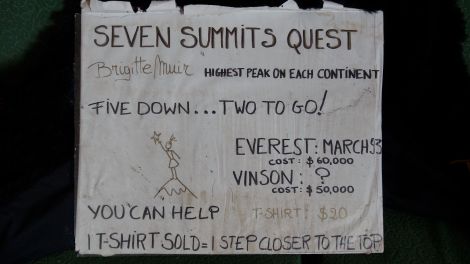 SEVEN SUMMITS QUEST
Brigitte Muir HIGHEST PEAK ON EACH CONTINENT
FIVE DOWN... TWO TO GO!
EVEREST: MARCH 93
COST: $60,000
VINSON: ?
COST: $50,000
YOU CAN HELP T-SHIRT: $20
1 T-SHIRT SOLD = 1 STEP CLOSER TO THE TOP